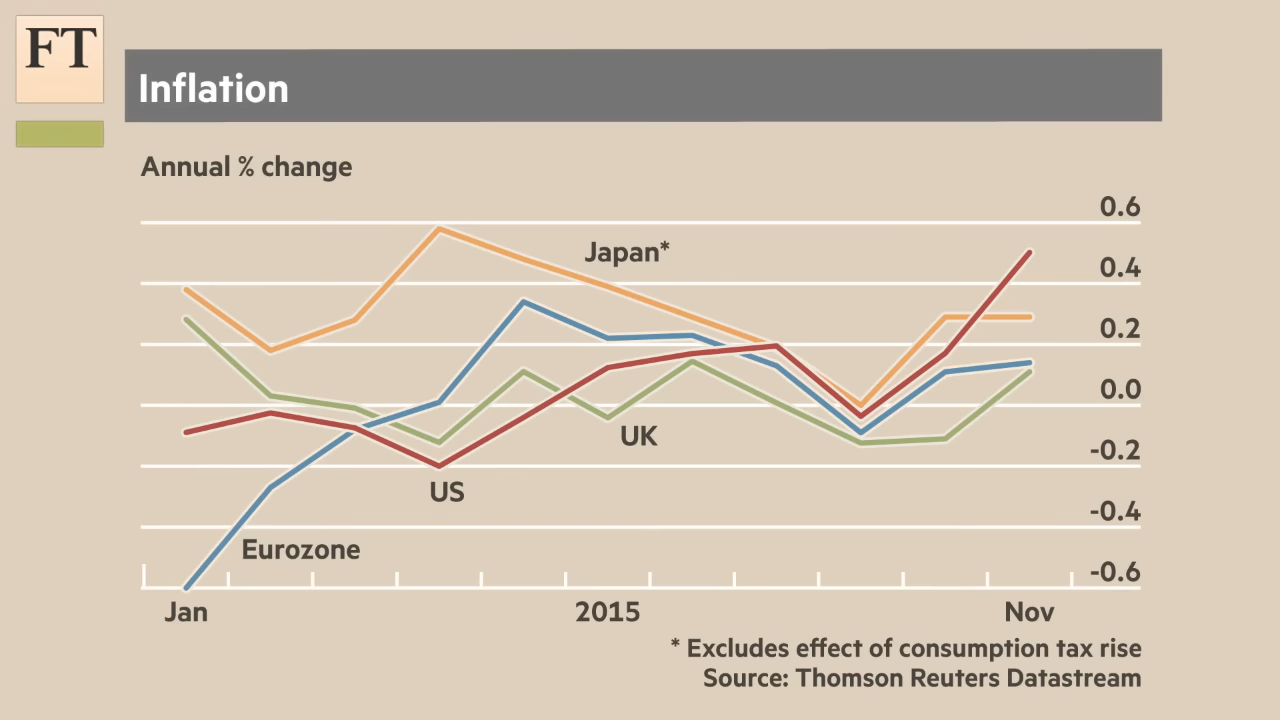 FT
Inflation
Annual % change
0.6
Japan*
0.4
0.2
0.0
UK
-0.2
US
-0.4
Eurozone
-0.6
Jan 2015 Nov
* Excludes effect of consumption tax rise
Source: Thomson Reuters Datastream